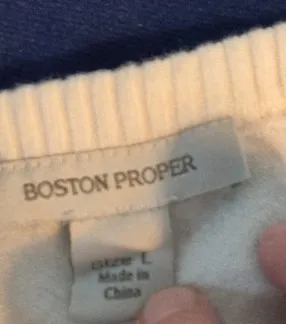 BOSTON PROPER
L
Made in
China